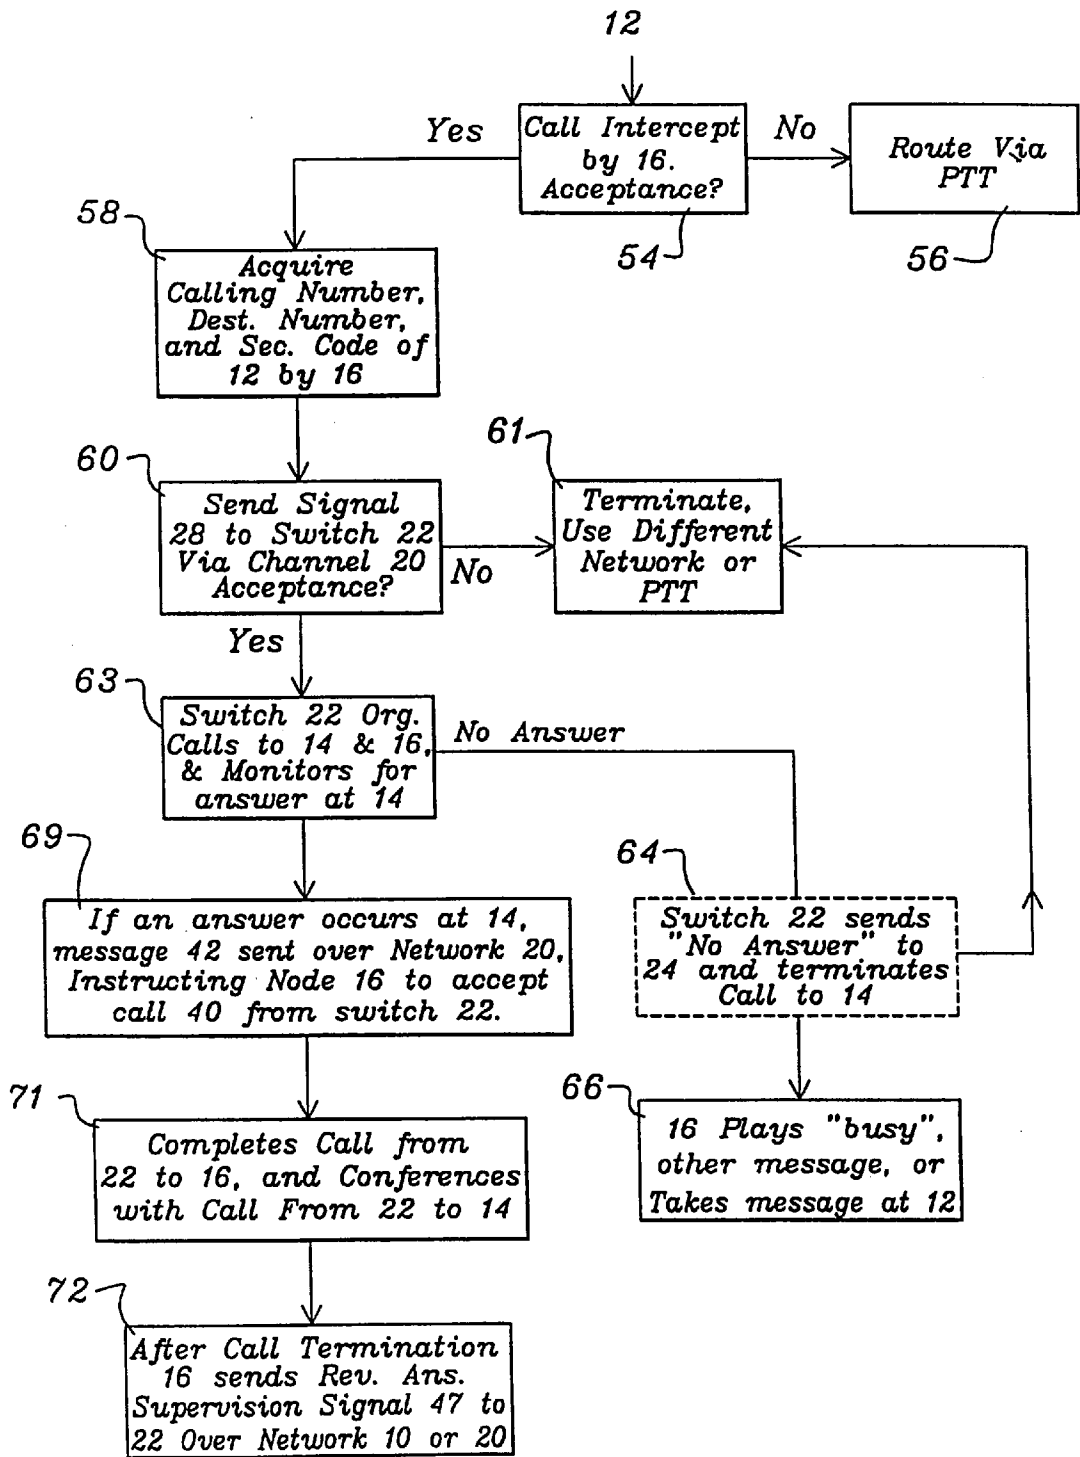 12
Yes
Call Intercept
by 16.
Acceptance?
No
Route Via
PTT
54
56
58
Acquire
Calling Number,
Dest. Number,
and Sec. Code of
12 by 16
60
Send Signal
28 to Switch 22
Via Channel 20
Acceptance?
No
61
Terminate,
Use Different
Network or
PTT
Yes
63
Switch 22 Org.
Calls to 14 & 16,
& Monitors for
answer at 14
No Answer
69
If an answer occurs at 14,
message 42 sent over Network 20,
Instructing Node 16 to accept
call 40 from switch 22.
64
Switch 22 sends
"No Answer" to
24 and terminates
Call to 14
71
Completes Call from
22 to 16, and Conferences
with Call From 22 to 14
66
16 Plays "busy",
other message, or
Takes message at 12
72
After Call Termination
16 sends Rev. Ans.
Supervision Signal 47 to
22 Over Network 10 or 20